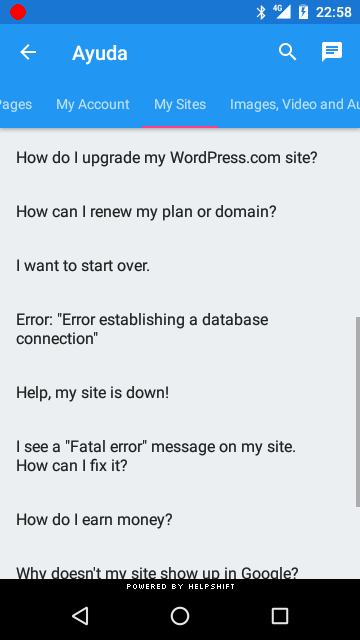 4G 22:58
Ayuda
Pages My Account My Sites Images, Video and Au
How do I upgrade my WordPress.com site?
How can I renew my plan or domain?
I want to start over.
Error: "Error establishing a database
connection"
Help, my site is down!
I see a "Fatal error" message on my site.
How can I fix it?
How do I earn money?
Why doesn't my site show up in Google?
POWERED BY HELPSHIFT